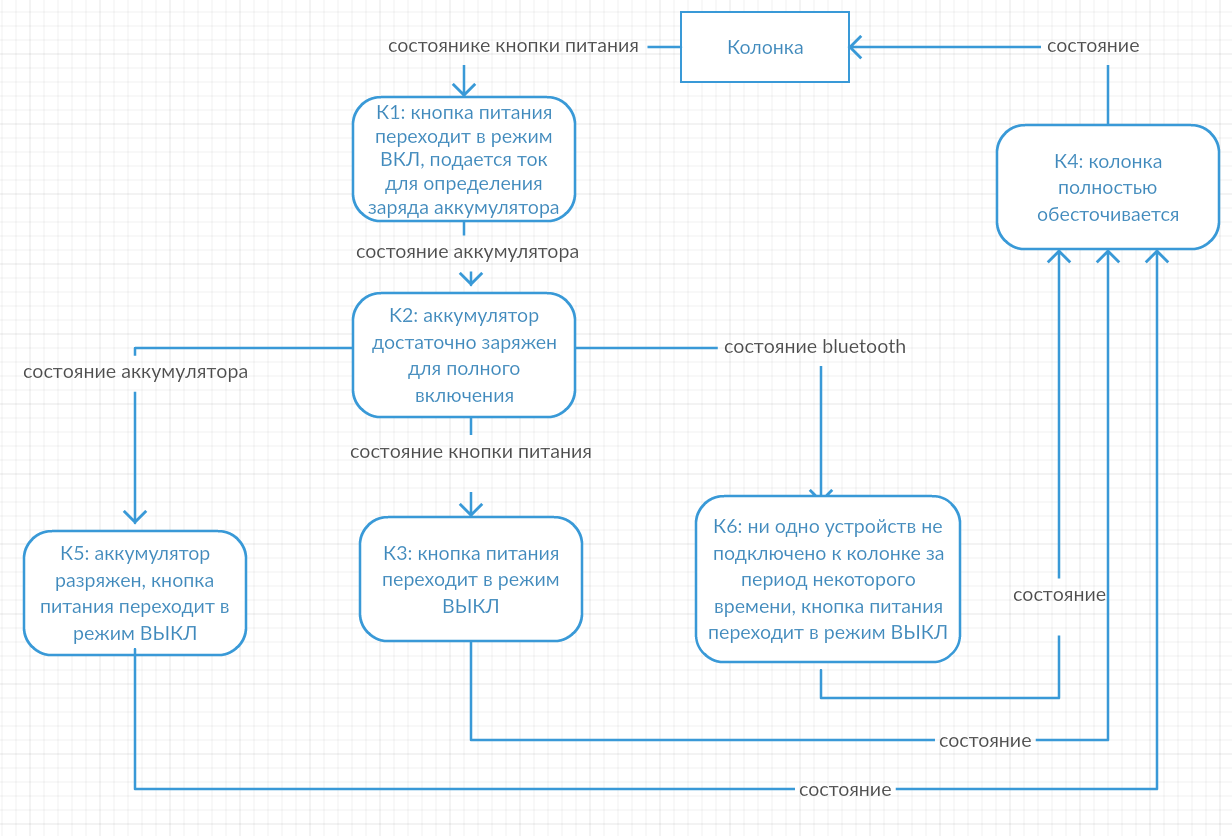 состоянике кнопки питания
Колонка
состояние
К1: кнопка питания
переходит в режим
ВКЛ, подается ток
для определения
заряда аккумулятора
К4: колонка
полностью
обесточивается
состояние аккумулятора
К2: аккумулятор
достаточно заряжен
для полного
включения
состояние bluetooth
состояние аккумулятора
состояние кнопки питания
К5: аккумулятор
разряжен, кнопка
питания переходит в
режим ВЫКЛ
К3: кнопка питания
переходит в режим
ВЫКЛ
К6: ни одно устройств не
подключено к колонке за
период некоторого
времени, кнопка питания
переходит в режим ВЫКЛ
состояние
состояние
состояние